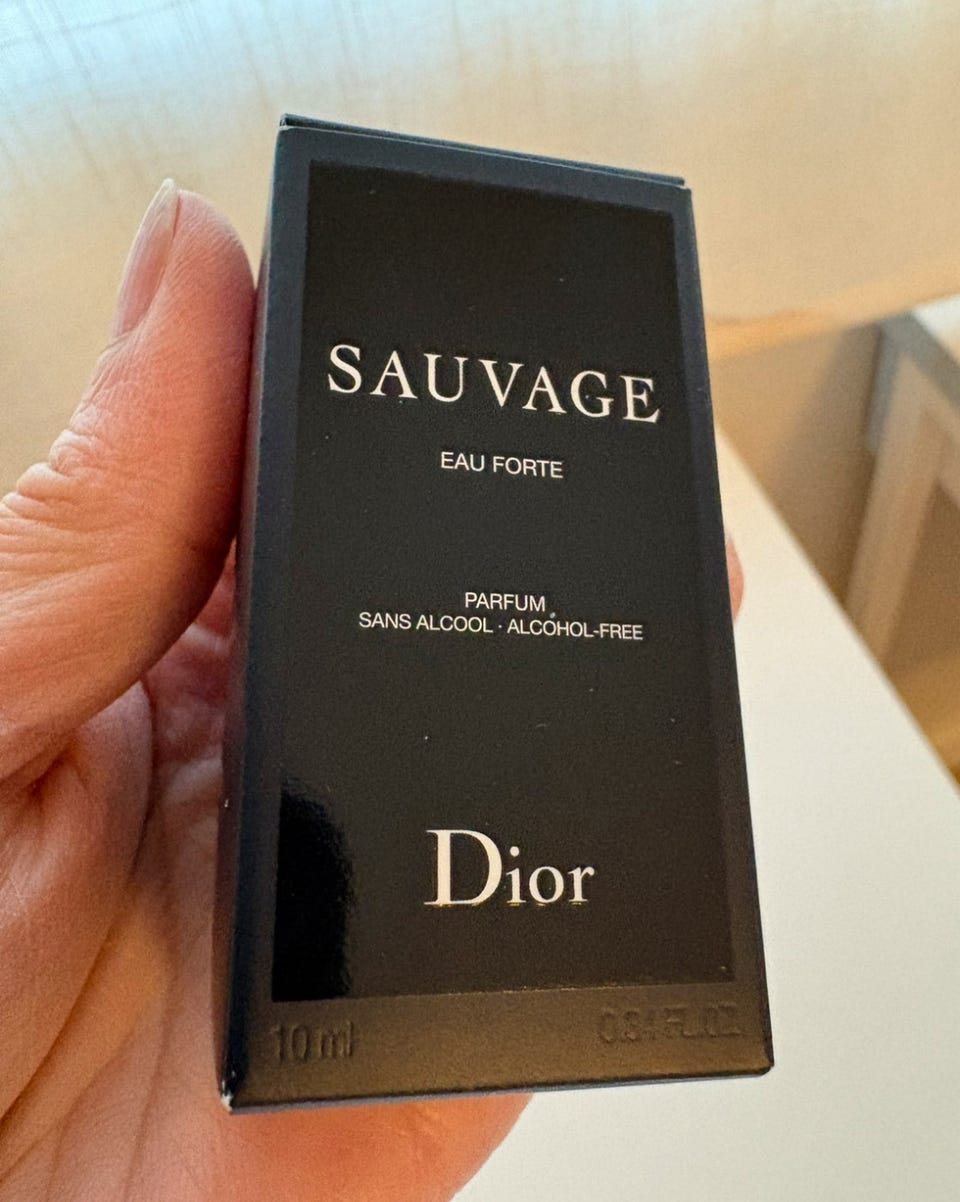 SAUVAGE
EAU FORTE
PARFUM
SANS ALCOOL · ALCOHOL-FREE
Dior
10 ml 0.34 FL.OZ.